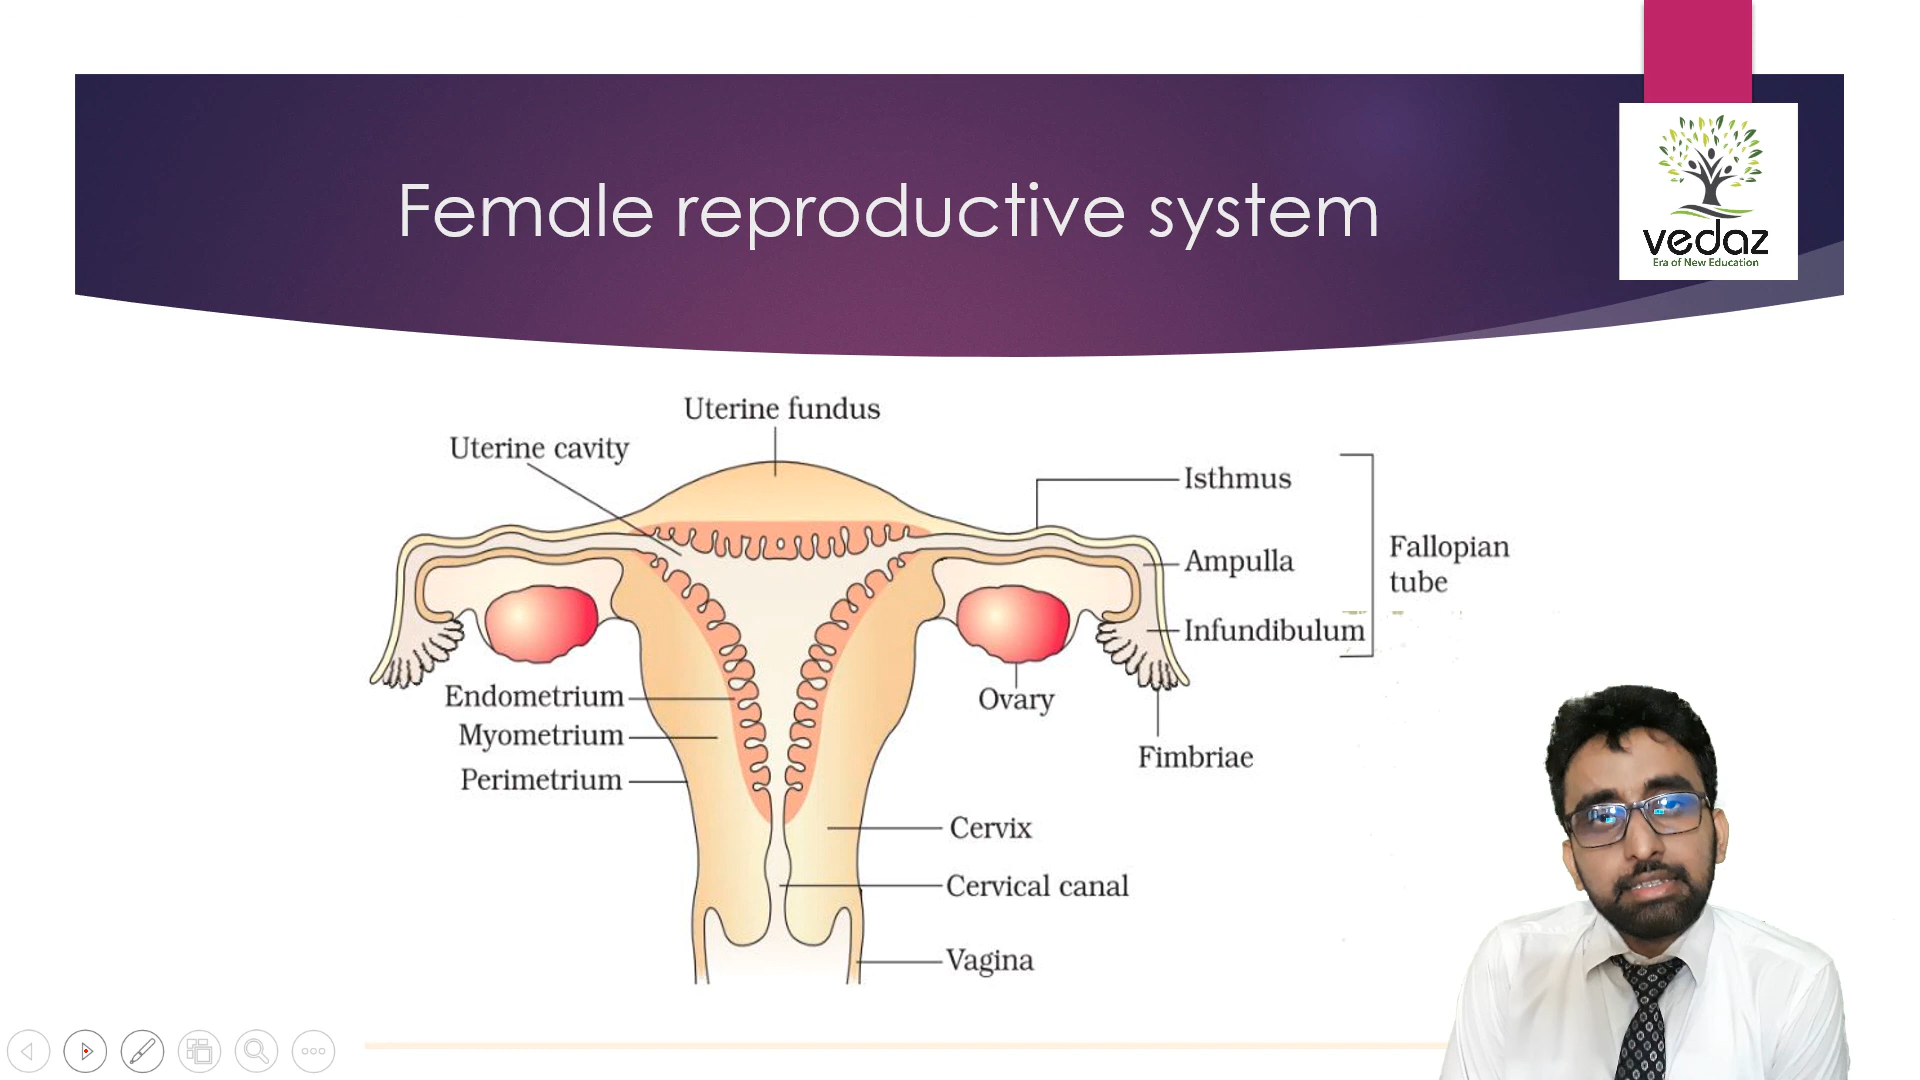 Female reproductive system
vedaz
Era of New Education
Uterine fundus
Uterine cavity
Isthmus
Ampulla
Infundibulum
Fallopian
tube
Endometrium
Myometrium
Perimetrium
Ovary
Fimbriae
Cervix
Cervical canal
Vagina